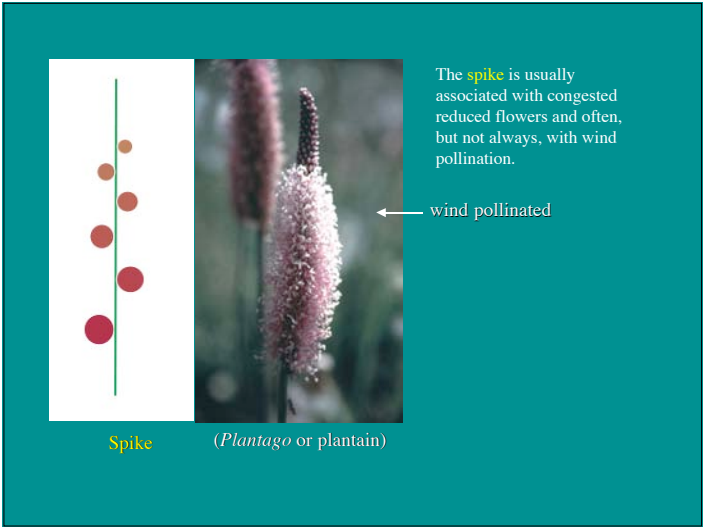 The spike is usually
associated with congested
reduced flowers and often,
but not always, with wind
pollination.
wind pollinated
Spike
(Plantago or plantain)